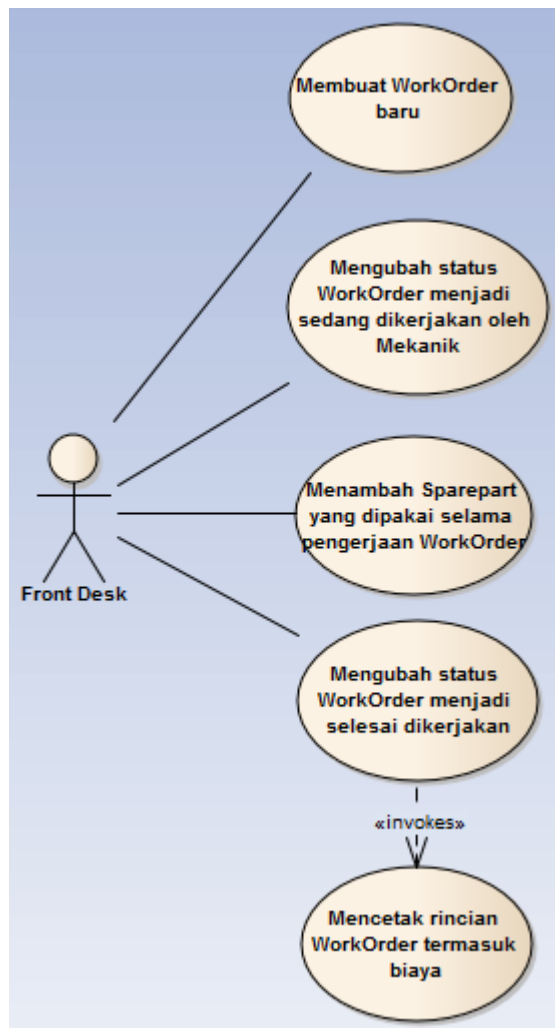 Membuat WorkOrder
baru
Mengubah status
WorkOrder menjadi
sedang dikerjakan oleh
Mekanik
Menambah Sparepart
yang dipakai selama
pengerjaan WorkOrder
Front Desk
Mengubah status
WorkOrder menjadi
selesai dikerjakan
«invokes»
Mencetak rincian
WorkOrder termasuk
biaya